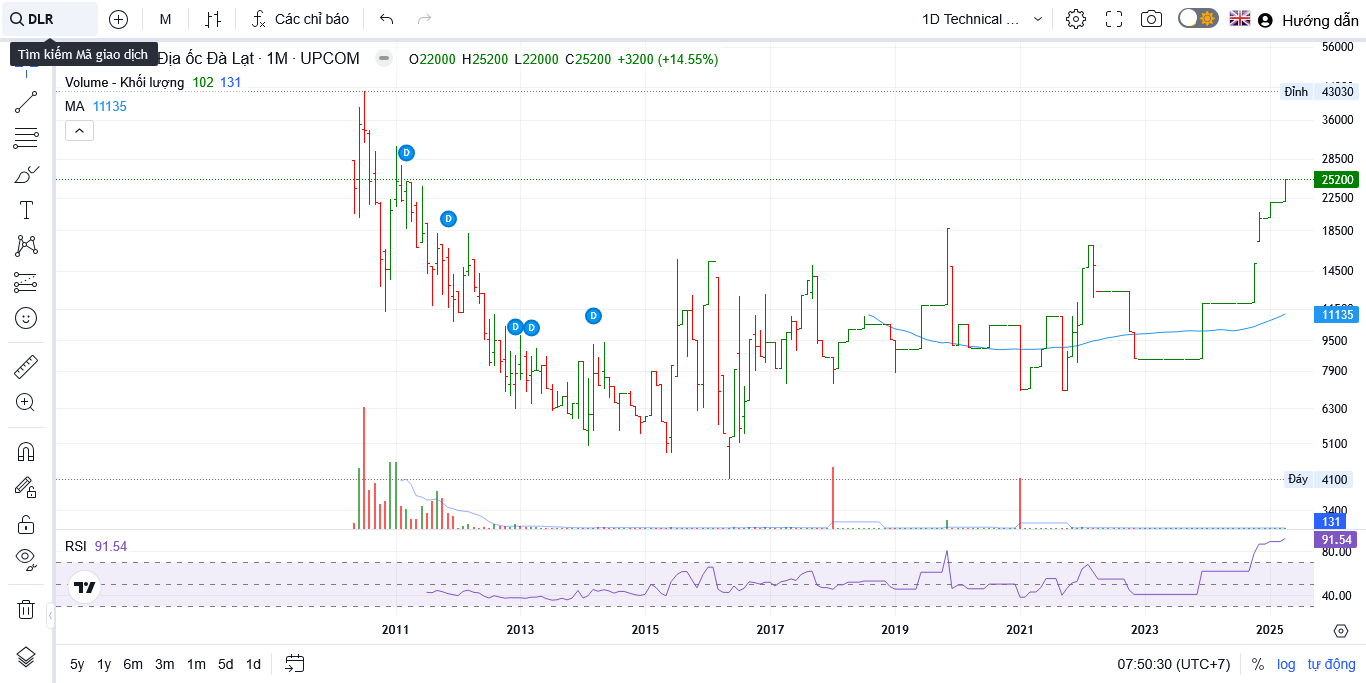 DLR
M
Các chỉ báo
1D Technical ...
Hướng dẫn
Tìm kiếm Mã giao dịch
Địa ốc Đà Lạt · 1M · UPCOM
O22000 H25200 L22000 C25200 +3200 (+14.55%)
Volume - Khối lượng 102 131
MA 11135
56000
Đỉnh 43030
36000
28500
25200
22500
18500
14500
11135
9500
7900
6300
5100
Đáy 4100
3400
131
D
D
D
D
D
RSI 91.54
91.54
80.00
40.00
2011 2013 2015 2017 2019 2021 2023 2025
5y 1y 6m 3m 1m 5d 1d
07:50:30 (UTC+7)
% log tự động